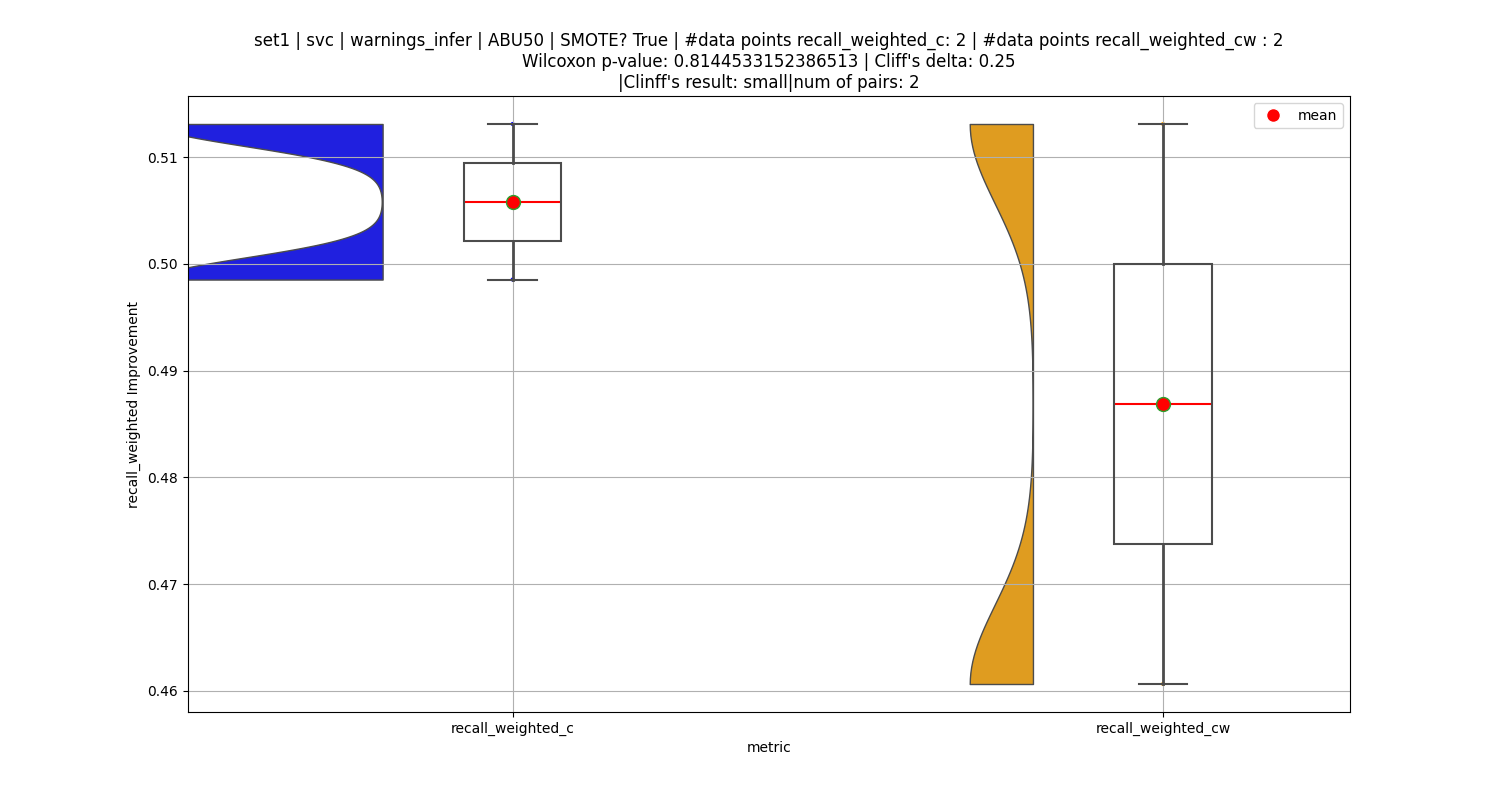 set1 | svc | warnings_infer | ABU50 | SMOTE? True | #data points recall_weighted_c: 2 | #data points recall_weighted_cw : 2
Wilcoxon p-value: 0.8144533152386513 | Cliff's delta: 0.25
|Clinff's result: small|num of pairs: 2
mean
0.51
0.50
0.49
0.48
0.47
0.46
recall_weighted Improvement
recall_weighted_c
recall_weighted_cw
metric